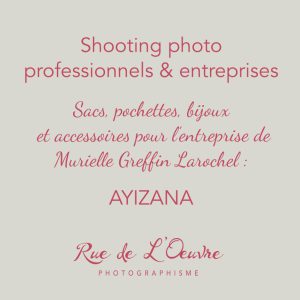 Shooting photo
professionnels & entreprises
Sacs, pochettes, bijoux
et accessoires pour l'entreprise de
Murielle Greffin Larochel :
AYIZANA
Rue de L'Oeuvre
PHOTOGRAPHISME